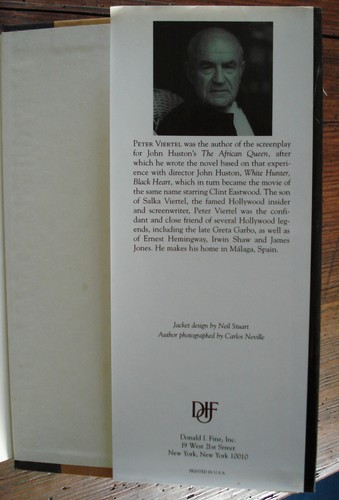 PETER VIERTEL was the author of the screenplay
for John Huston's The African Queen, after
which he wrote the novel based on that experi-
ence with director John Huston, White Hunter,
Black Heart, which in turn became the movie of
the same name starring Clint Eastwood. The son
of Salka Viertel, the famed Hollywood insider
and screenwriter, Peter Viertel was the confi-
dant and close friend of several Hollywood leg-
ends, including the late Greta Garbo, as well as
of Ernest Hemingway, Irwin Shaw and James
Jones. He makes his home in Málaga, Spain.
Jacket design by Neil Stuart
Author photographed by Carlos Neville
DIF
Donald I. Fine, Inc.
19 West 21st Street
New York, New York 10010
PRINTED IN U.S.A.